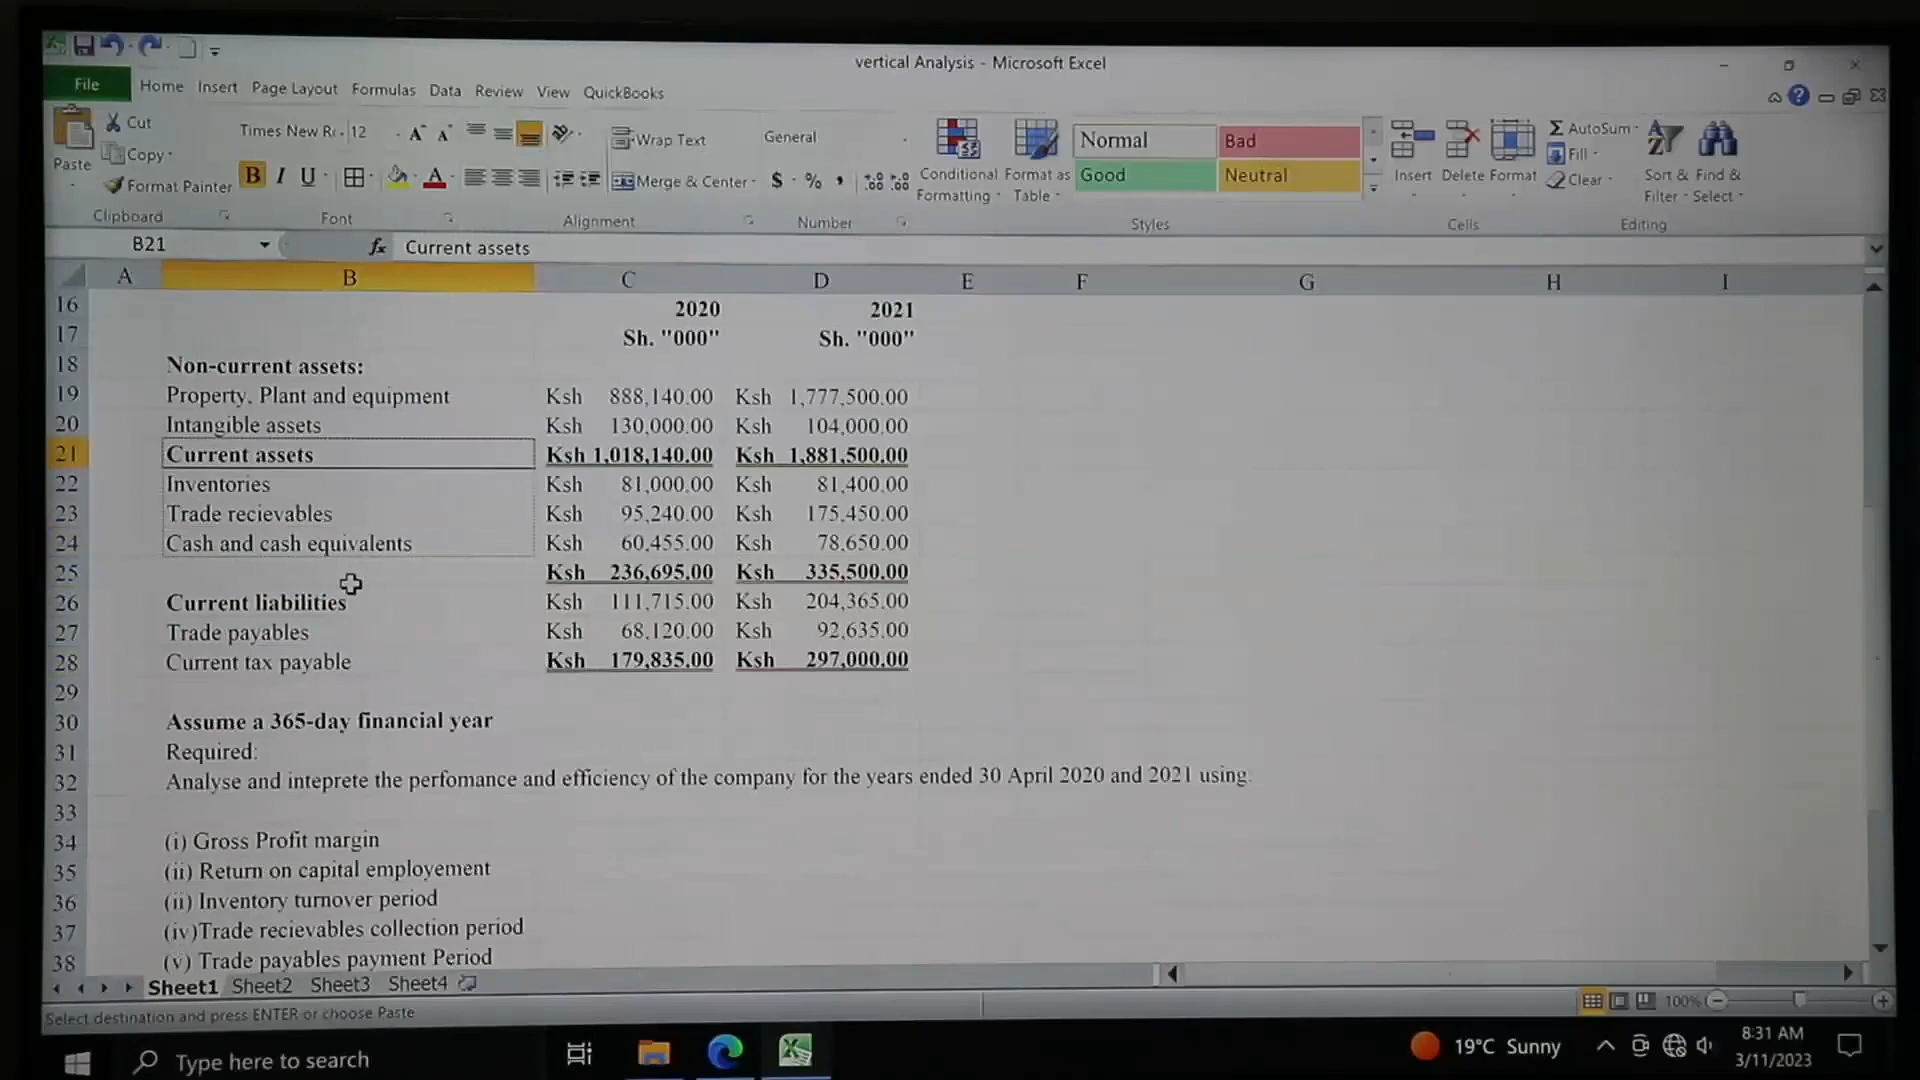 vertical Analysis - Microsoft Excel
File Home Insert Page Layout Formulas Data Review View QuickBooks
Cut
Copy
Format Painter
Paste
Clipboard
Times New R 12
B I U A
Font
Wrap Text
Merge & Center
Alignment
General
$ % ,
Number
Conditional Formatting
Format as Table
Normal Bad
Good Neutral
Styles
Insert Delete Format
Cells
AutoSum
Fill
Clear
Sort & Filter
Find & Select
Editing
B21 fx Current assets
A B C D E F G H I
16 2020 2021
17 Sh. "000" Sh. "000"
18 Non-current assets:
19 Property, Plant and equipment Ksh 888,140.00 Ksh 1,777,500.00
20 Intangible assets Ksh 130,000.00 Ksh 104,000.00
21 Current assets Ksh 1,018,140.00 Ksh 1,881,500.00
22 Inventories Ksh 81,000.00 Ksh 81,400.00
23 Trade recievables Ksh 95,240.00 Ksh 175,450.00
24 Cash and cash equivalents Ksh 60,455.00 Ksh 78,650.00
25 Ksh 236,695.00 Ksh 335,500.00
26 Current liabilities Ksh 111,715.00 Ksh 204,365.00
27 Trade payables Ksh 68,120.00 Ksh 92,635.00
28 Current tax payable Ksh 179,835.00 Ksh 297,000.00
29
30 Assume a 365-day financial year
31 Required:
32 Analyse and inteprete the perfomance and efficiency of the company for the years ended 30 April 2020 and 2021 using:
33
34 (i) Gross Profit margin
35 (ii) Return on capital employement
36 (ii) Inventory turnover period
37 (iv)Trade recievables collection period
38 (v) Trade payables payment Period
Sheet1 Sheet2 Sheet3 Sheet4
Select destination and press ENTER or choose Paste
100%
Type here to search
19°C Sunny
8:31 AM
3/11/2023